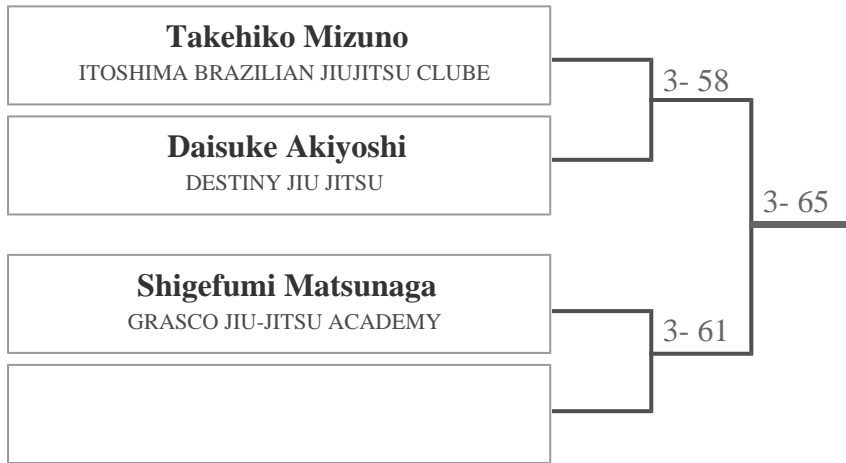 Takehiko Mizuno
ITOSHIMA BRAZILIAN JIUJITSU CLUBE
3- 58
Daisuke Akiyoshi
DESTINY JIU JITSU
3- 65
Shigefumi Matsunaga
GRASCO JIU-JITSU ACADEMY
3- 61